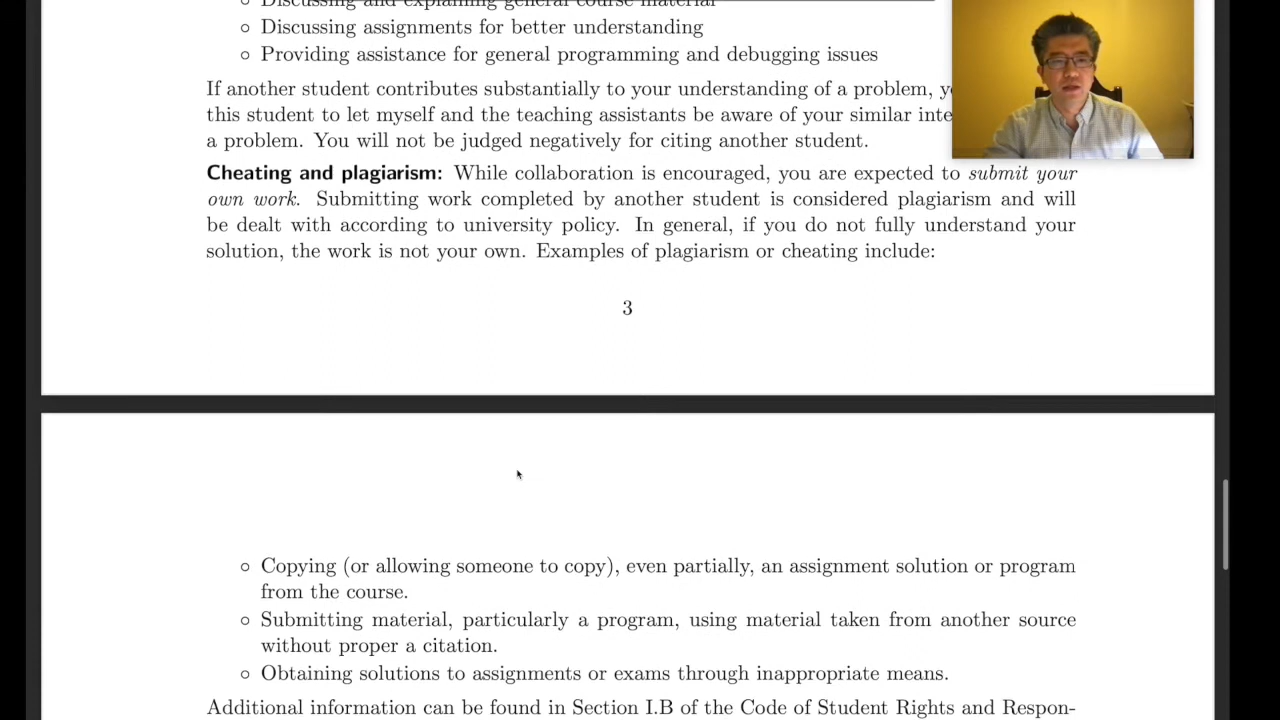 Discussing and explaining general course material
◦ Discussing assignments for better understanding
◦ Providing assistance for general programming and debugging issues
If another student contributes substantially to your understanding of a problem,
this student to let myself and the teaching assistants be aware of your similar
a problem. You will not be judged negatively for citing another student.
Cheating and plagiarism: While collaboration is encouraged, you are expected to submit your
own work. Submitting work completed by another student is considered plagiarism and will
be dealt with according to university policy. In general, if you do not fully understand your
solution, the work is not your own. Examples of plagiarism or cheating include:
3
◦ Copying (or allowing someone to copy), even partially, an assignment solution or program
from the course.
◦ Submitting material, particularly a program, using material taken from another source
without proper a citation.
◦ Obtaining solutions to assignments or exams through inappropriate means.
Additional information can be found in Section I.B of the Code of Student Rights and Respon-